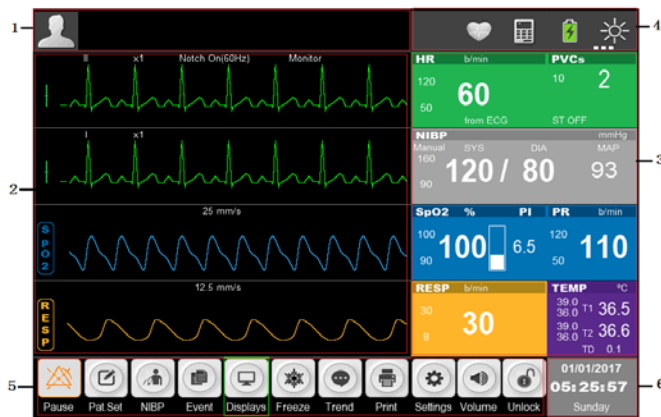 1
4
II x1 Notch On(60Hz) Monitor
HR b/min PVCs
120 60 10 2
50
from ECG ST OFF
I x1
NIBP mmHg
Manual SYS DIA MAP
160 120 / 80 93
90
3
2
25 mm/s
SpO2 % PI PR b/min
SPO2
100 100 6.5 120 110
90 50
12.5 mm/s
RESP b/min TEMP ºC
RESP
30 30 39.0 T1 36.5
36.0
8 39.0 T2 36.6
36.0
TD 0.1
5
6
Pause Pat.Set NIBP Event Displays Freeze Trend Print Settings Volume Unlock
01/01/2017
05:25:57
Sunday